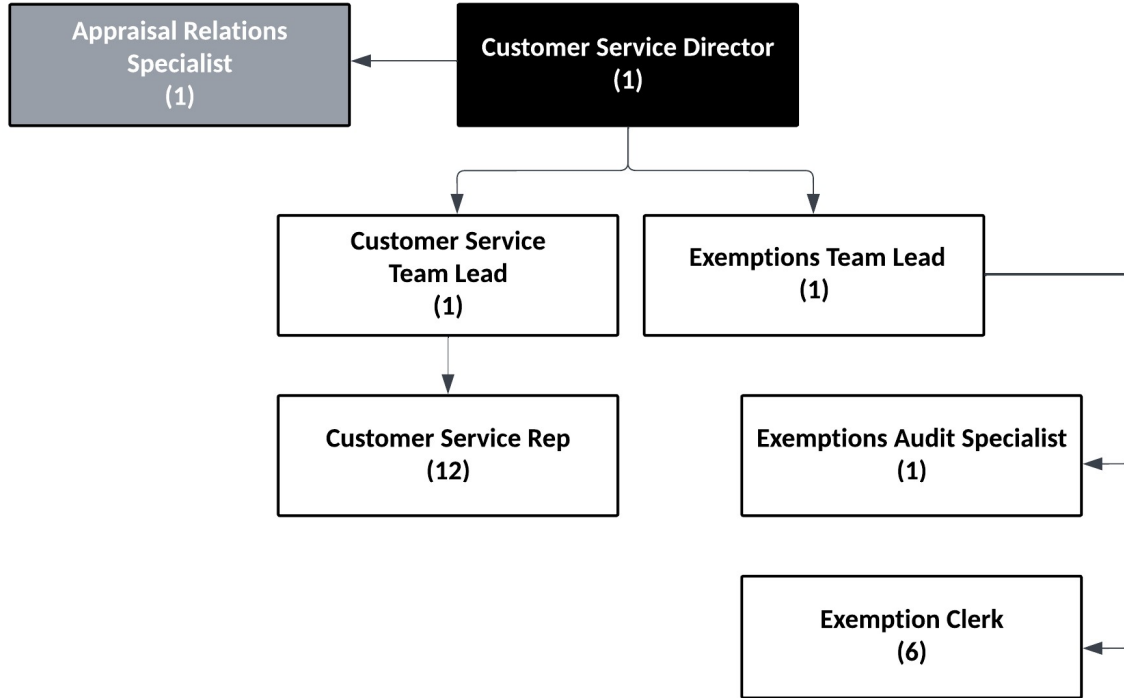 Appraisal Relations
Specialist
(1)
Customer Service Director
(1)
Customer Service
Team Lead
(1)
Exemptions Team Lead
(1)
Customer Service Rep
(12)
Exemptions Audit Specialist
(1)
Exemption Clerk
(6)